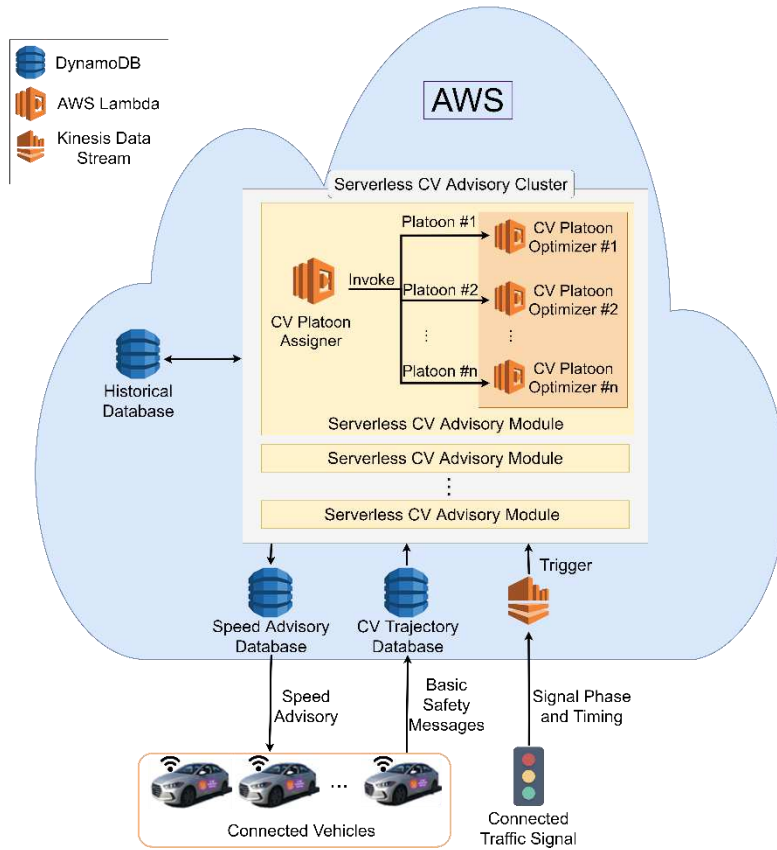 DynamoDB
AWS Lambda
Kinesis Data
Stream
AWS
Serverless CV Advisory Cluster
Platoon #1
CV Platoon
Optimizer #1
Invoke
Platoon #2
CV Platoon
Optimizer #2
CV Platoon
Assigner
⋮
⋮
Platoon #n
CV Platoon
Optimizer #n
Historical
Database
Serverless CV Advisory Module
Serverless CV Advisory Module
⋮
Serverless CV Advisory Module
Trigger
Speed Advisory
Database
CV Trajectory
Database
Speed
Advisory
Basic
Safety
Messages
Signal Phase
and Timing
...
Connected Vehicles
Connected
Traffic Signal